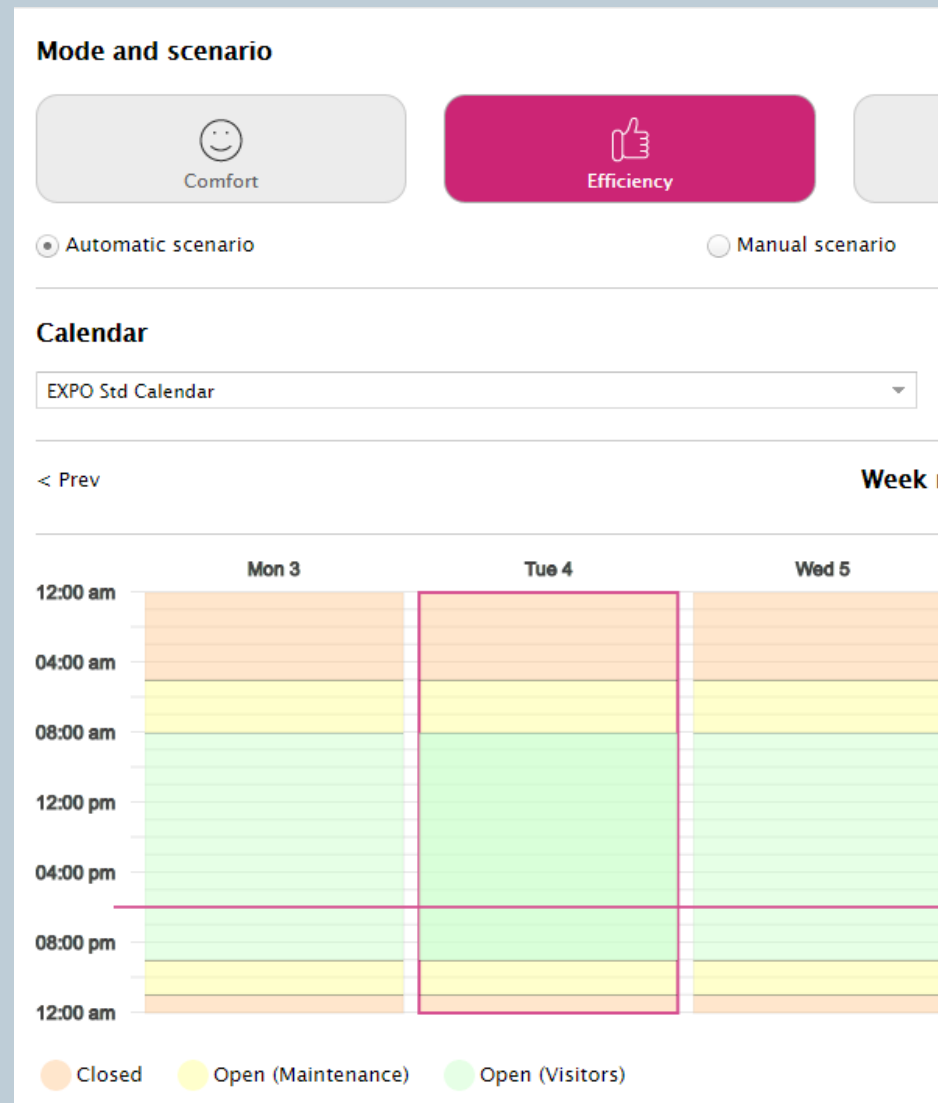 Mode and scenario
Comfort
Efficiency
Automatic scenario
Manual scenario
Calendar
EXPO Std Calendar
< Prev
Week
Mon 3
Tue 4
Wed 5
12:00 am
04:00 am
08:00 am
12:00 pm
04:00 pm
08:00 pm
12:00 am
Closed
Open (Maintenance)
Open (Visitors)